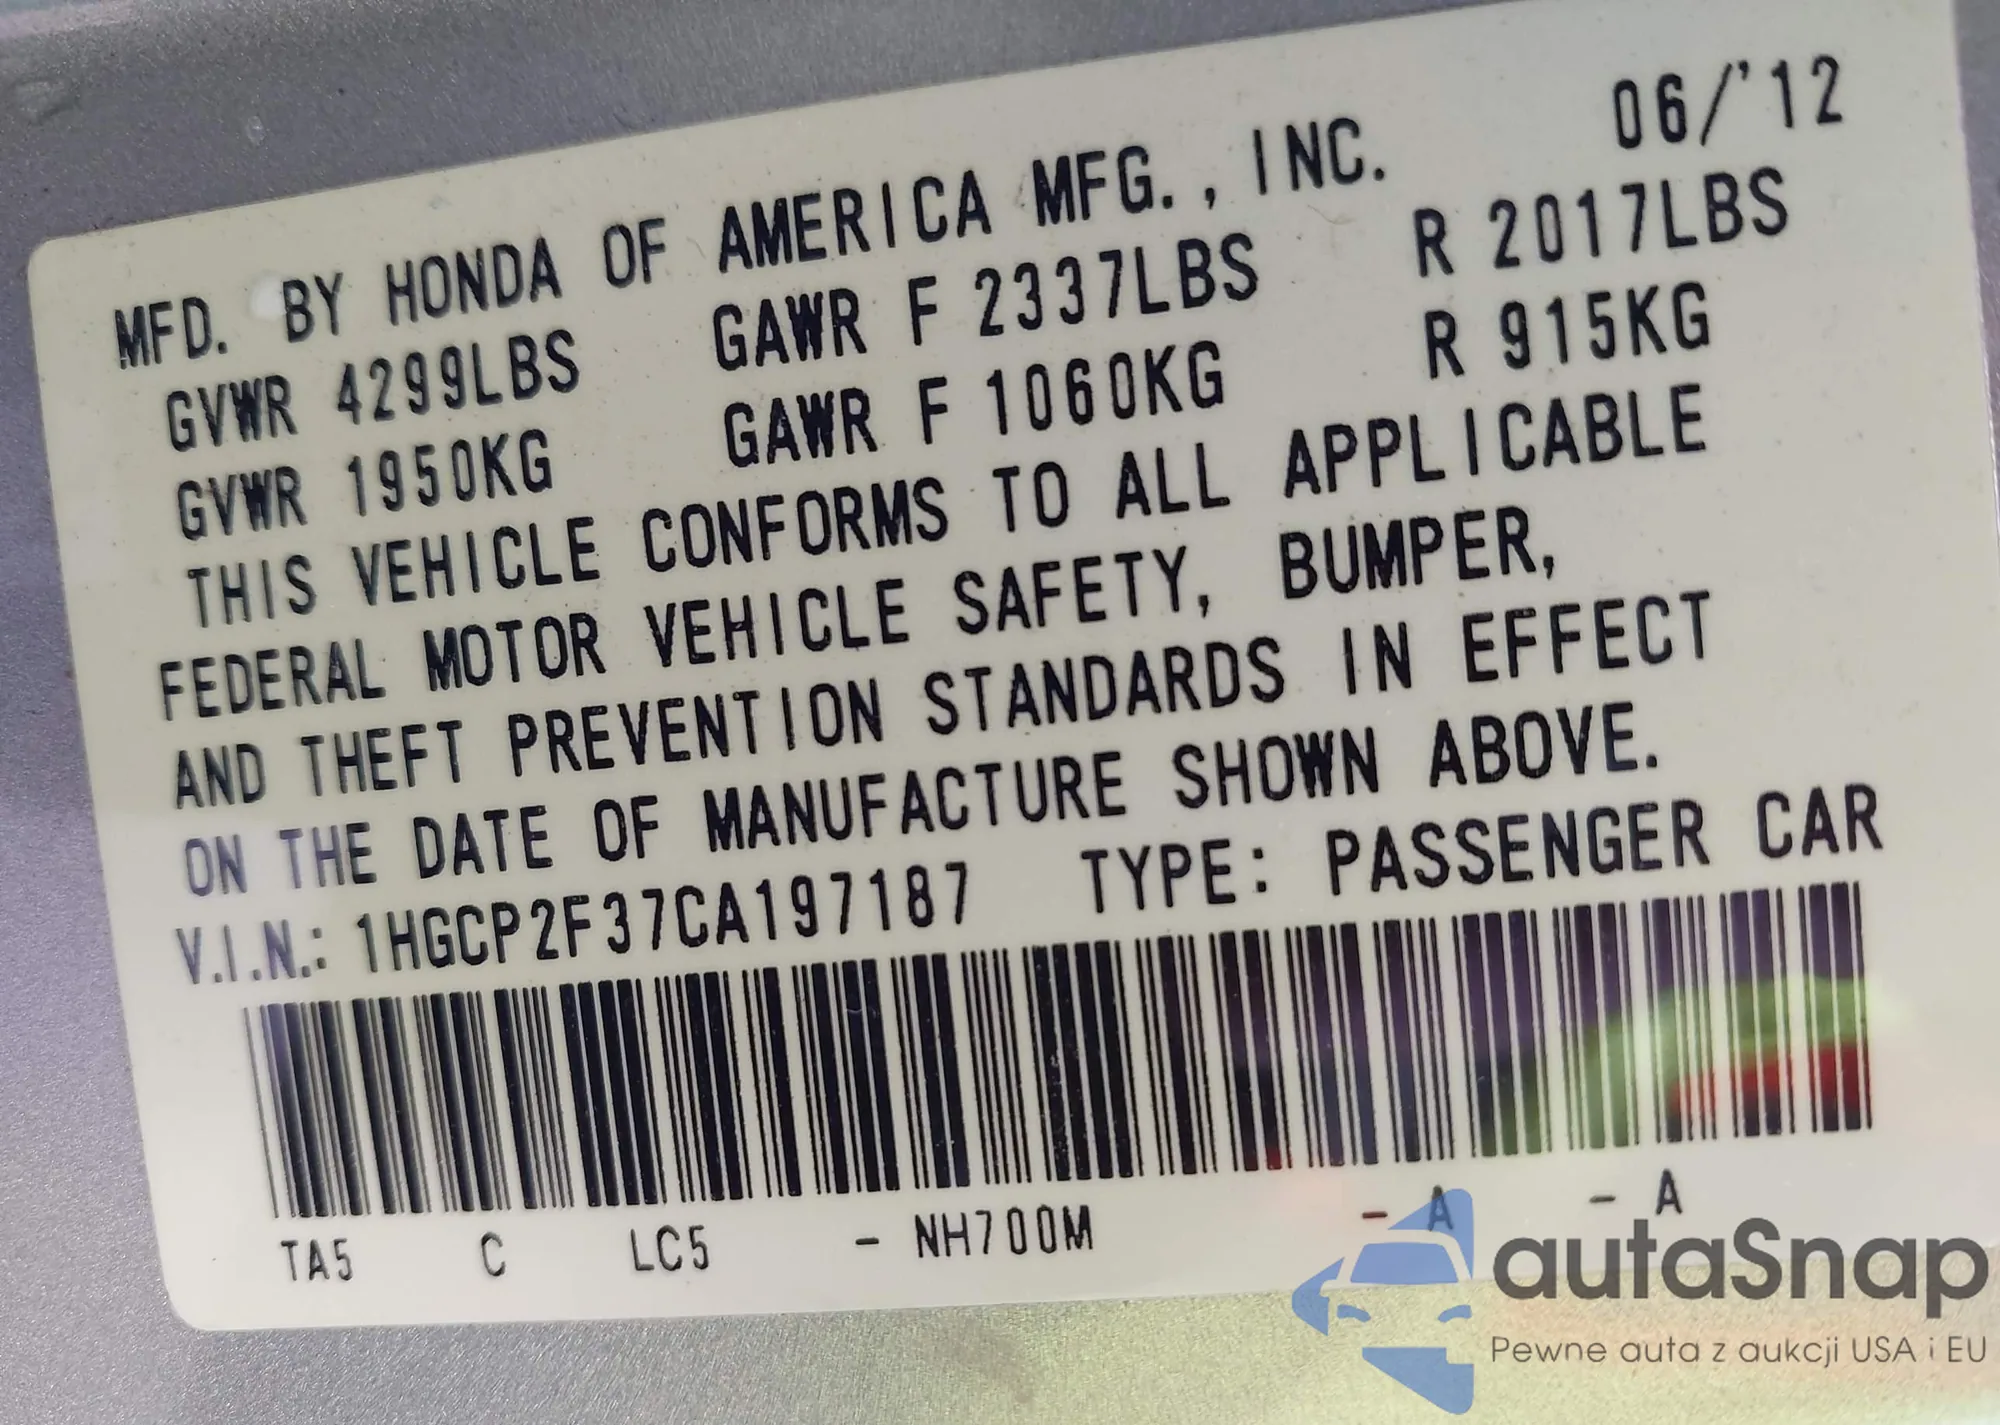 06/'12
MFD. BY HONDA OF AMERICA MFG., INC.
GVWR 4299LBS GAWR F 2337LBS R 2017LBS
GVWR 1950KG GAWR F 1060KG R 915KG
THIS VEHICLE CONFORMS TO ALL APPLICABLE
FEDERAL MOTOR VEHICLE SAFETY, BUMPER,
AND THEFT PREVENTION STANDARDS IN EFFECT
ON THE DATE OF MANUFACTURE SHOWN ABOVE.
V.I.N.: 1HGCP2F37CA197187 TYPE: PASSENGER CAR
TA5 C LC5 - NH700M - A - A
autaSnap
Pewne auta z aukcji USA i EU